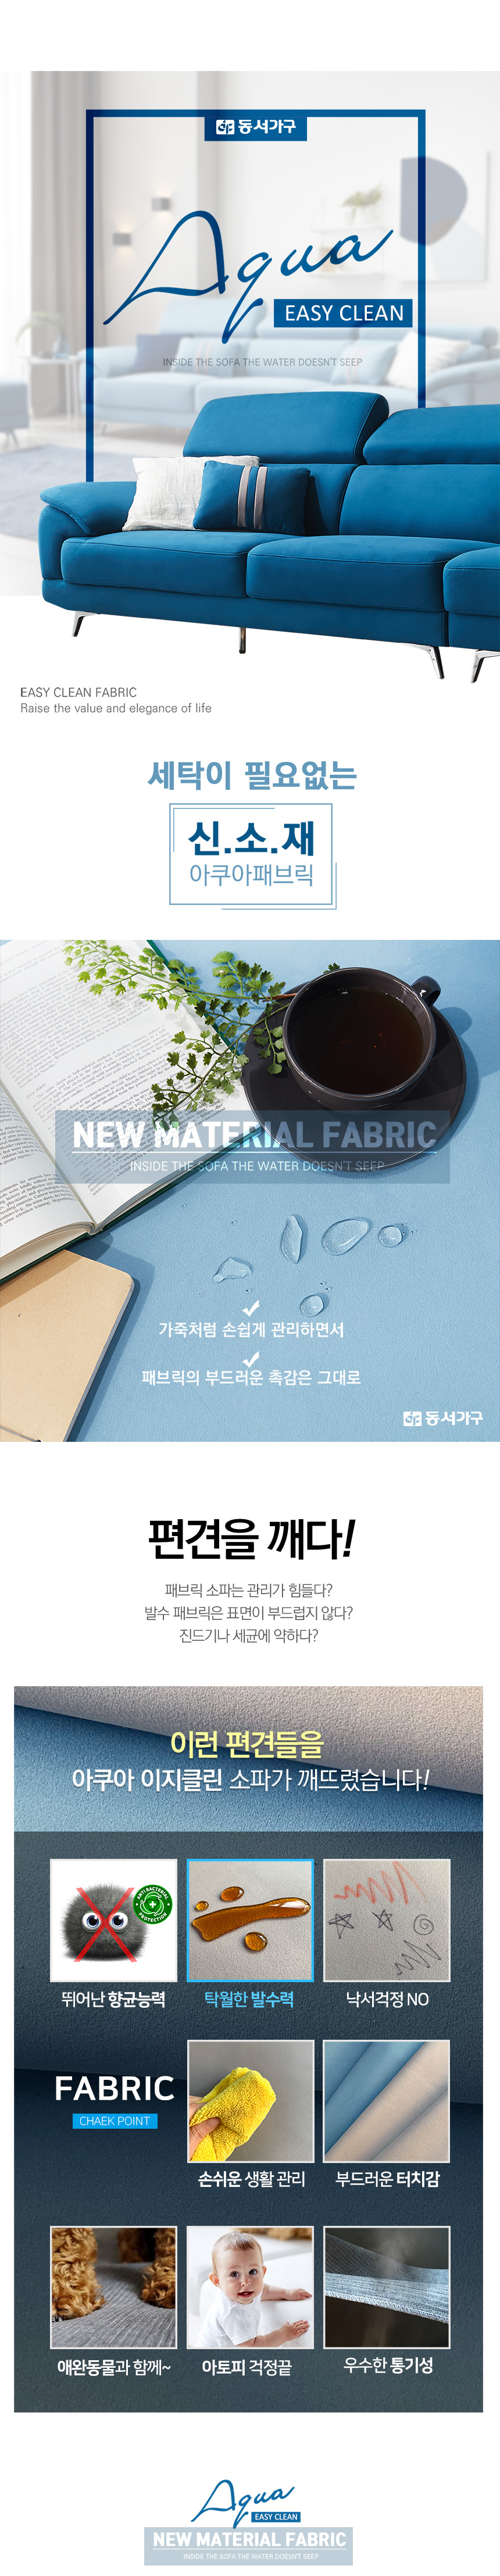 동서가구
Aqua
EASY CLEAN
INSIDE THE SOFA THE WATER DOESN'T SEEP
EASY CLEAN FABRIC
Raise the value and elegance of life
세탁이 필요없는
신.소.재
아쿠아패브릭
NEW MATERIAL FABRIC
INSIDE THE SOFA THE WATER DOESN'T SEEP
가죽처럼 손쉽게 관리하면서
패브릭의 부드러운 촉감은 그대로
동서가구
편견을 깨다!
패브릭 소파는 관리가 힘들다?
발수 패브릭은 표면이 부드럽지 않다?
진드기나 세균에 약하다?
이런 편견들을
아쿠아 이지클린 소파가 깨뜨렸습니다!
ANTI BACTERIAL
PROTECTION
뛰어난 향균능력
탁월한 발수력
낙서걱정 NO
FABRIC
CHAEK POINT
손쉬운 생활 관리
부드러운 터치감
애완동물과 함께~
아토피 걱정끝
우수한 통기성
Aqua
EASY CLEAN
NEW MATERIAL FABRIC
INSIDE THE SOFA THE WATER DOESN'T SEEP